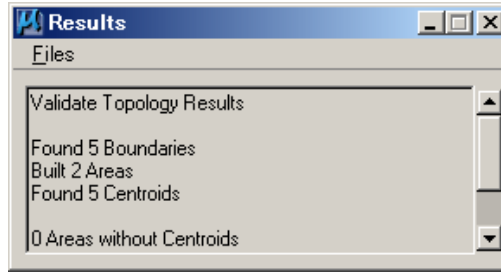 Results
Files
Validate Topology Results
Found 5 Boundaries
Built 2 Areas
Found 5 Centroids
0 Areas without Centroids